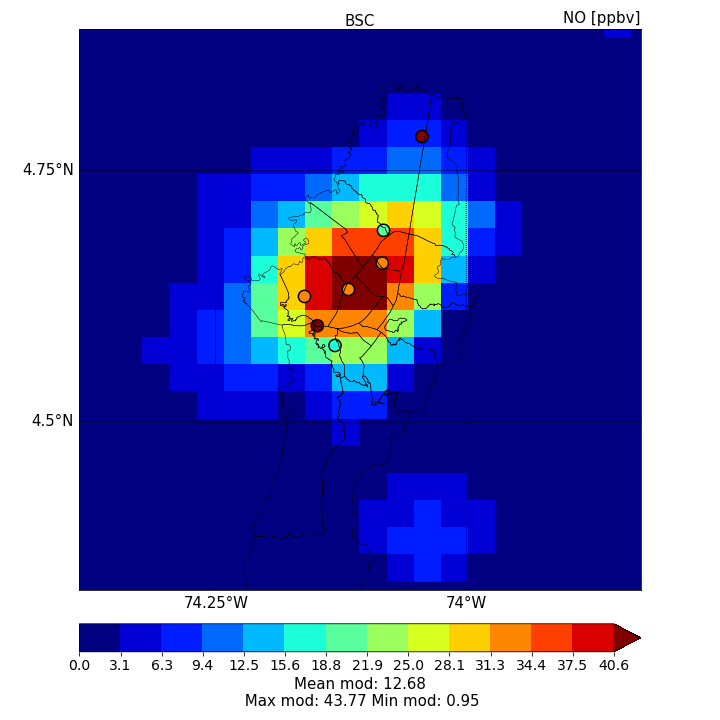 BSC
NO [ppbv]
4.75°N
4.5°N
74.25°W 74°W
0.0 3.1 6.3 9.4 12.5 15.6 18.8 21.9 25.0 28.1 31.3 34.4 37.5 40.6
Mean mod: 12.68
Max mod: 43.77 Min mod: 0.95